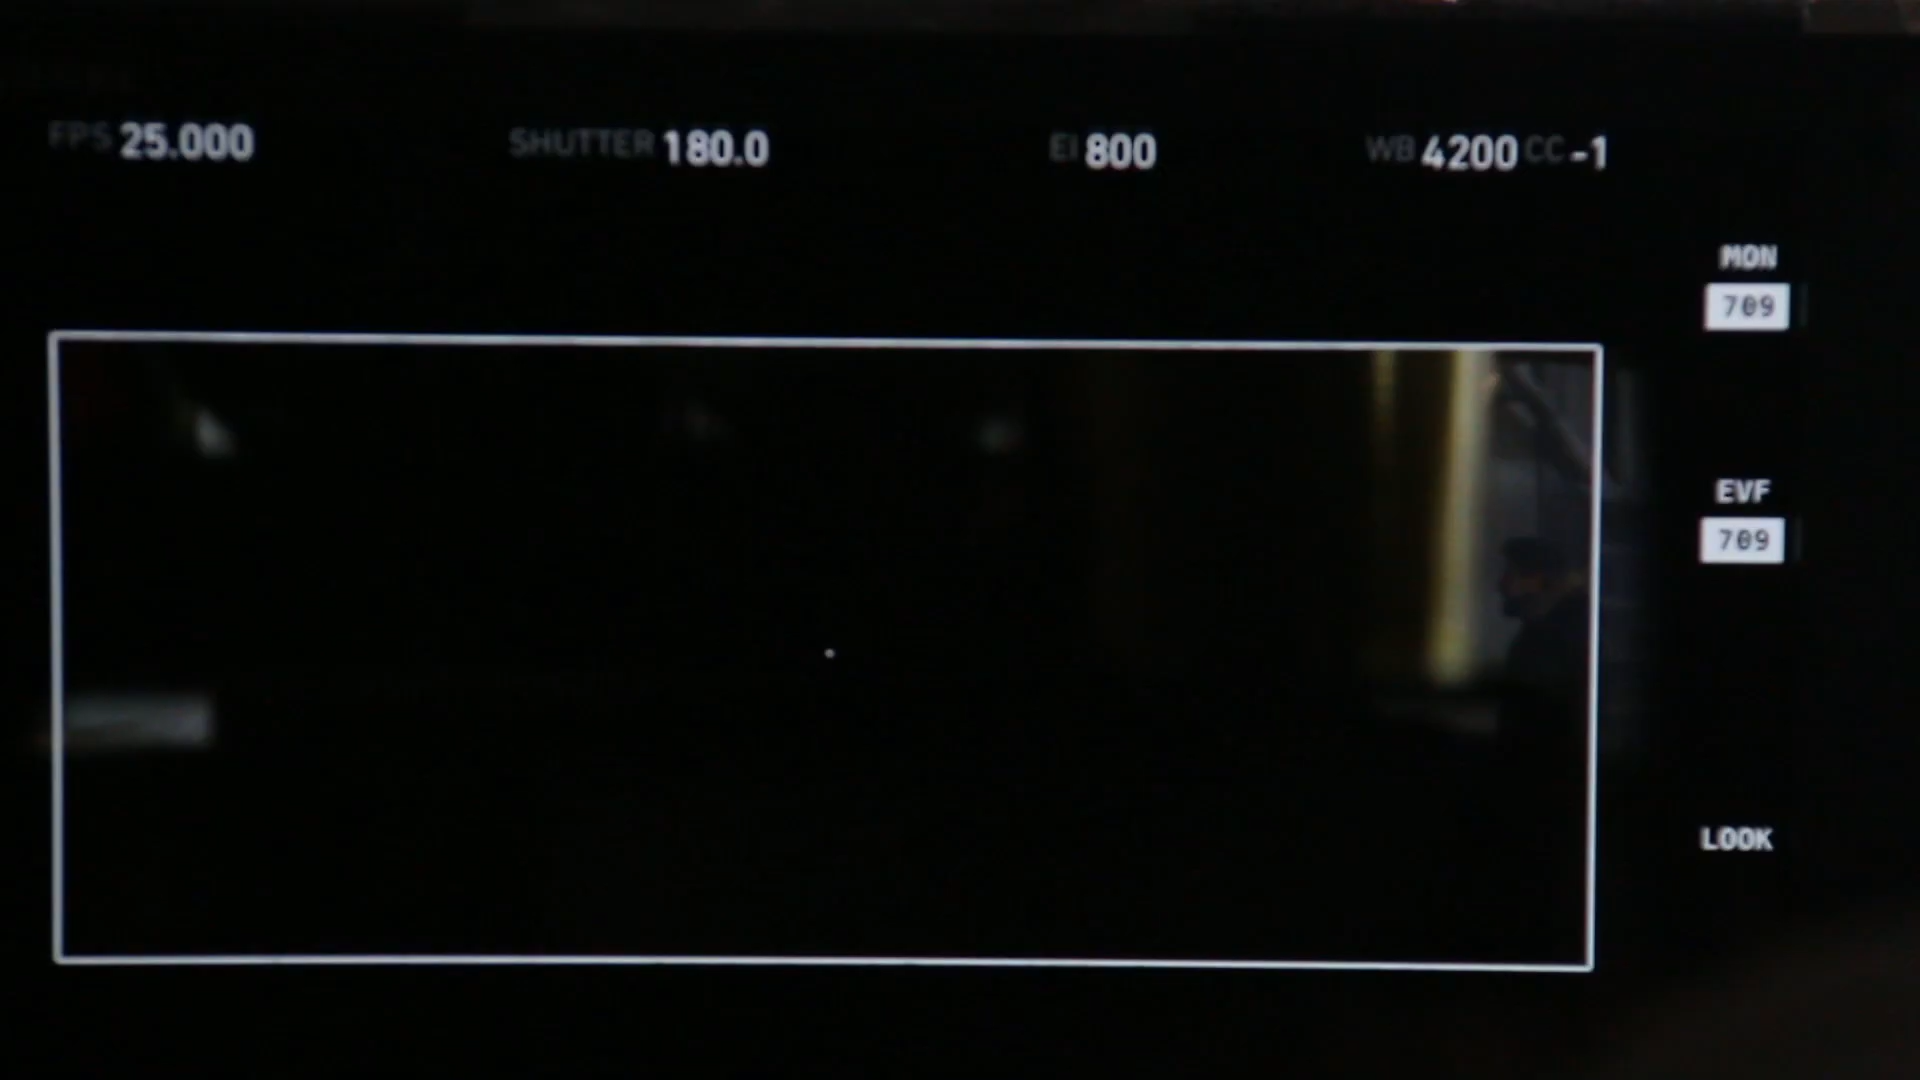 FPS 25.000 SHUTTER 180.0 EI 800 WB 4200 CC -1
MON
709
EVF
709
LOOK